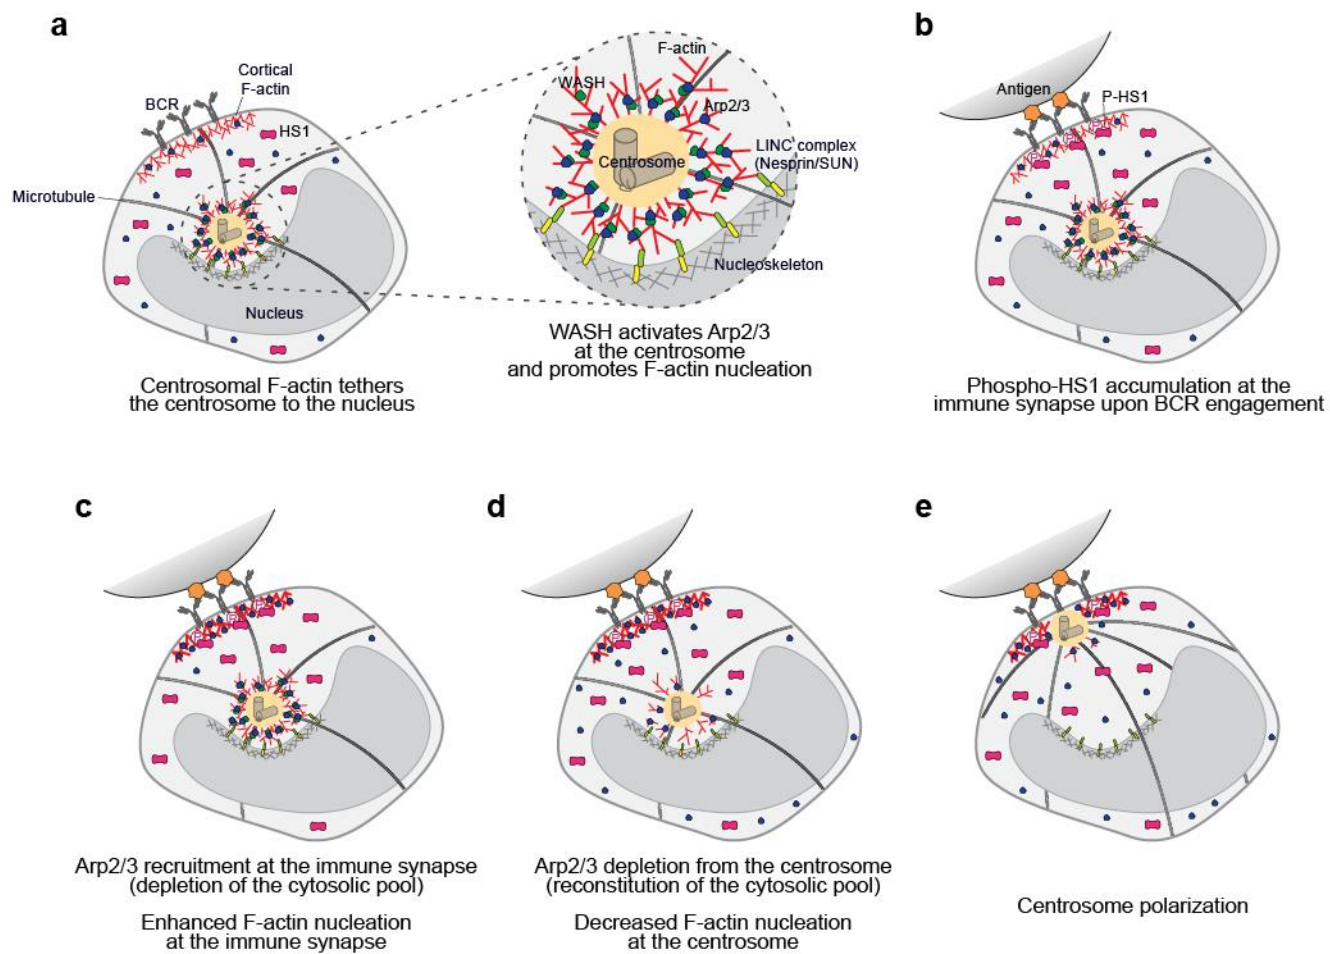 a
Cortical
F-actin
BCR
HS1
Microtubule
Nucleus
Centrosomal F-actin tethers
the centrosome to the nucleus
F-actin
WASH
Arp2/3
LINC complex
(Nesprin/SUN)
Centrosome
Nucleoskeleton
WASH activates Arp2/3
at the centrosome
and promotes F-actin nucleation
b
Antigen
P-HS1
P
P
P
Phospho-HS1 accumulation at the
immune synapse upon BCR engagement
c
P
P
P
Arp2/3 recruitment at the immune synapse
(depletion of the cytosolic pool)
Enhanced F-actin nucleation
at the immune synapse
d
P
P
P
Arp2/3 depletion from the centrosome
(reconstitution of the cytosolic pool)
Decreased F-actin nucleation
at the centrosome
e
P
P
Centrosome polarization